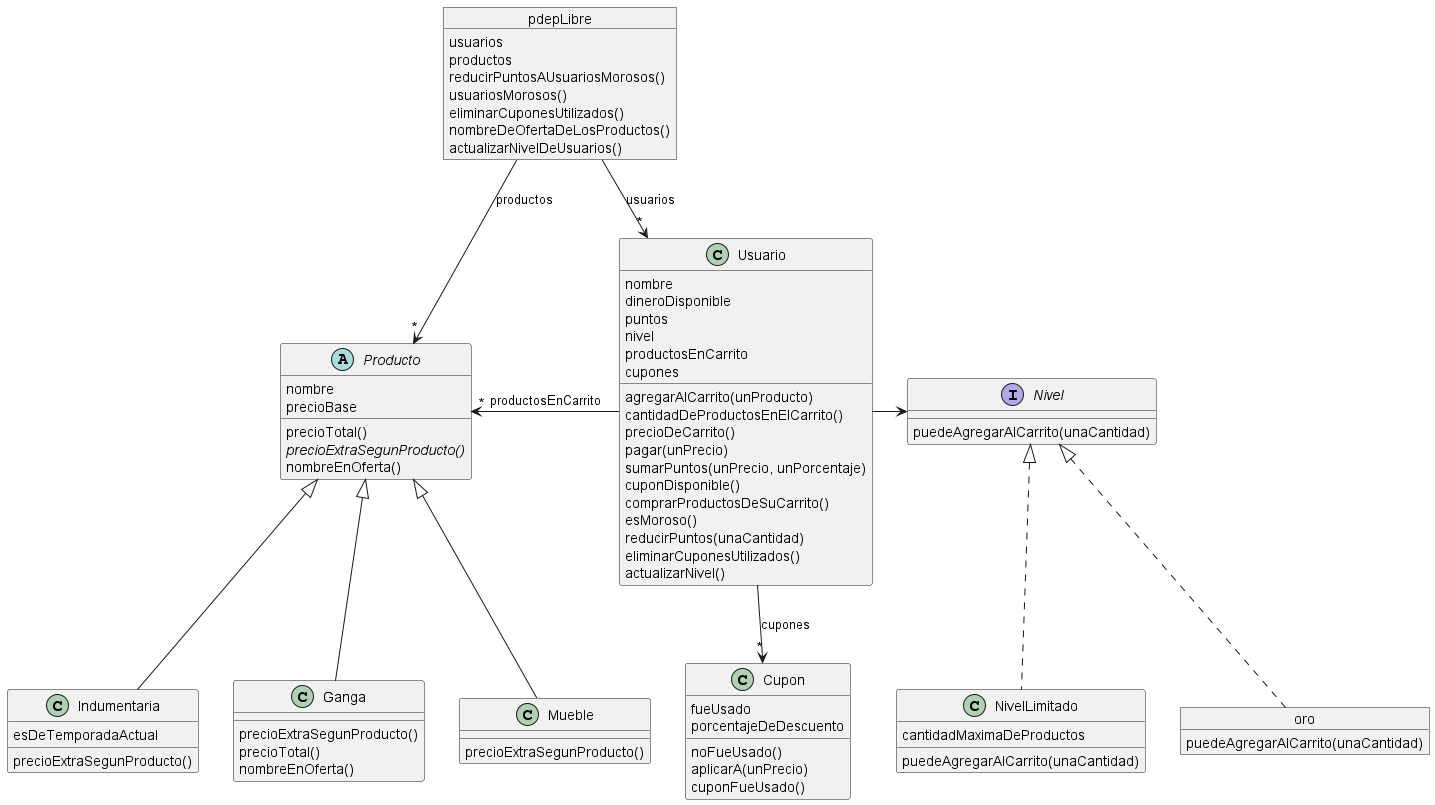 pdepLibre
usuarios
productos
reducirPuntosAUsuariosMorosos()
usuariosMorosos()
eliminarCuponesUtilizados()
nombreDeOfertaDeLosProductos()
actualizarNivelDeUsuarios()
productos
usuarios
*
*
C Usuario
nombre
dineroDisponible
puntos
nivel
productosEnCarrito
cupones
agregarAlCarrito(unProducto)
cantidadDeProductosEnElCarrito()
precioDeCarrito()
pagar(unPrecio)
sumarPuntos(unPrecio, unPorcentaje)
cuponDisponible()
comprarProductosDeSuCarrito()
esMoroso()
reducirPuntos(unaCantidad)
eliminarCuponesUtilizados()
actualizarNivel()
A Producto
nombre
precioBase
precioTotal()
precioExtraSegunProducto()
nombreEnOferta()
* productosEnCarrito
I Nivel
puedeAgregarAlCarrito(unaCantidad)
cupones
*
C Indumentaria
esDeTemporadaActual
precioExtraSegunProducto()
C Ganga
precioExtraSegunProducto()
precioTotal()
nombreEnOferta()
C Mueble
precioExtraSegunProducto()
C Cupon
fueUsado
porcentajeDeDescuento
noFueUsado()
aplicarA(unPrecio)
cuponFueUsado()
C NivelLimitado
cantidadMaximaDeProductos
puedeAgregarAlCarrito(unaCantidad)
oro
puedeAgregarAlCarrito(unaCantidad)